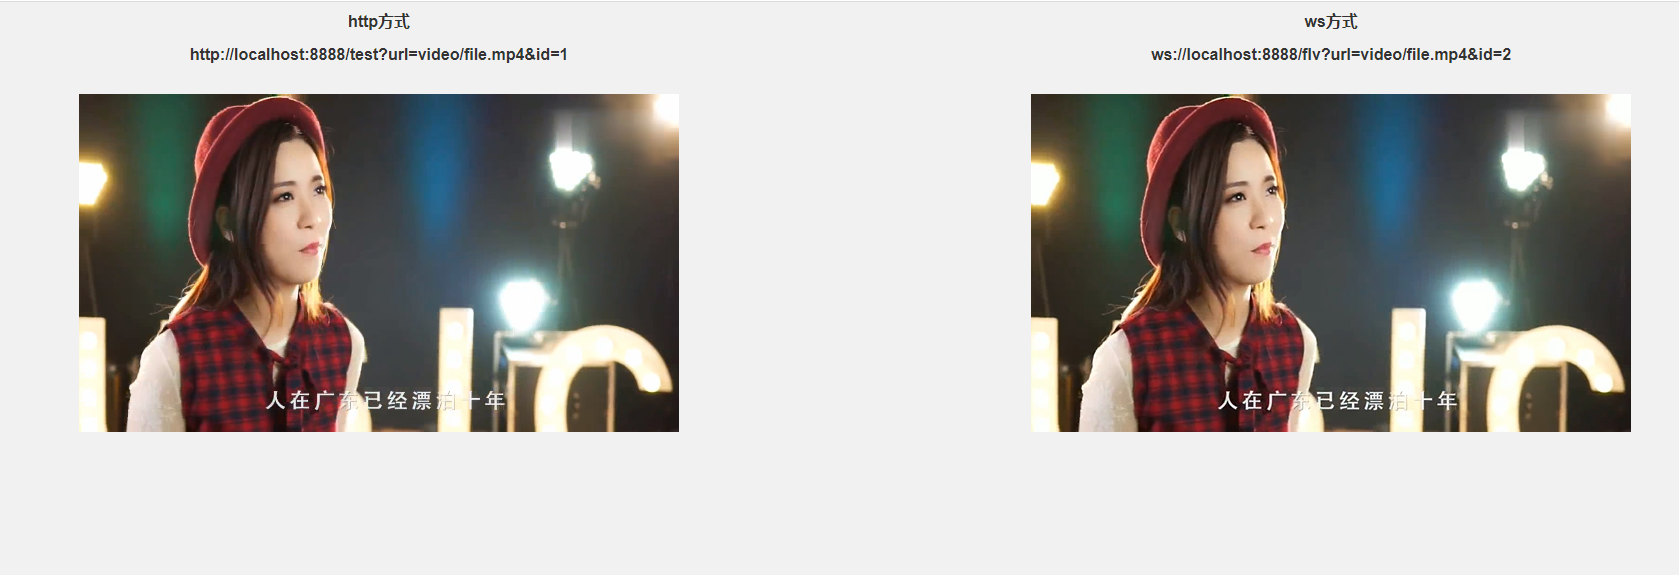 http方式
http://localhost:8888/test?url=video/file.mp4&id=1
人在广东已经漂泊十年
ws方式
ws://localhost:8888/flv?url=video/file.mp4&id=2
人在广东已经漂泊十年